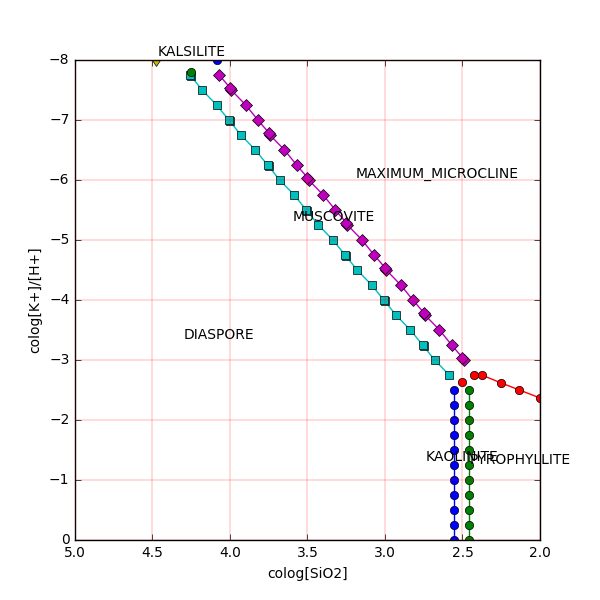 KALSILITE
−8
−7
MAXIMUM_MICROCLINE
−6
MUSCOVITE
−5
colog[K+]/[H+]
−4
DIASPORE
−3
−2
KAOLINITE
PYROPHYLLITE
−1
0
5.0 4.5 4.0 3.5 3.0 2.5 2.0
colog[SiO2]